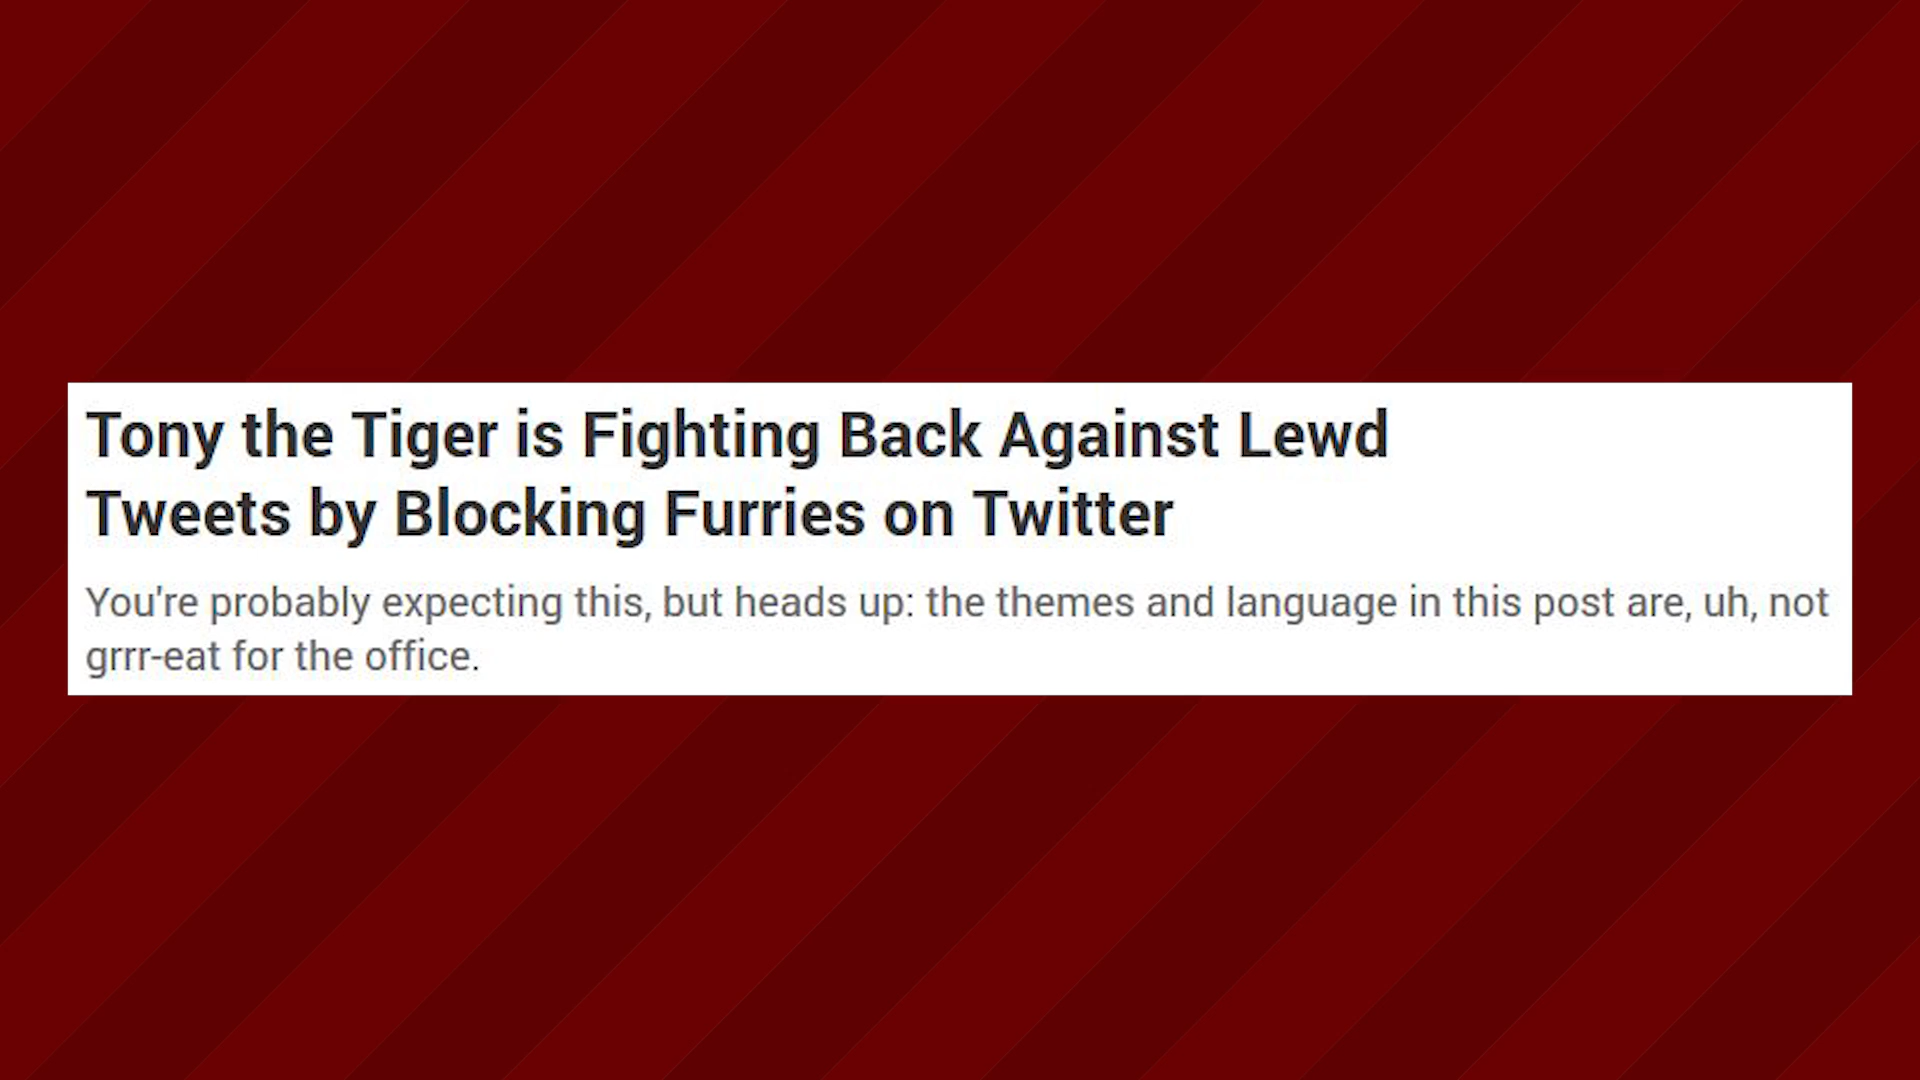 Tony the Tiger is Fighting Back Against Lewd
Tweets by Blocking Furries on Twitter
You're probably expecting this, but heads up: the themes and language in this post are, uh, not
grrr-eat for the office.